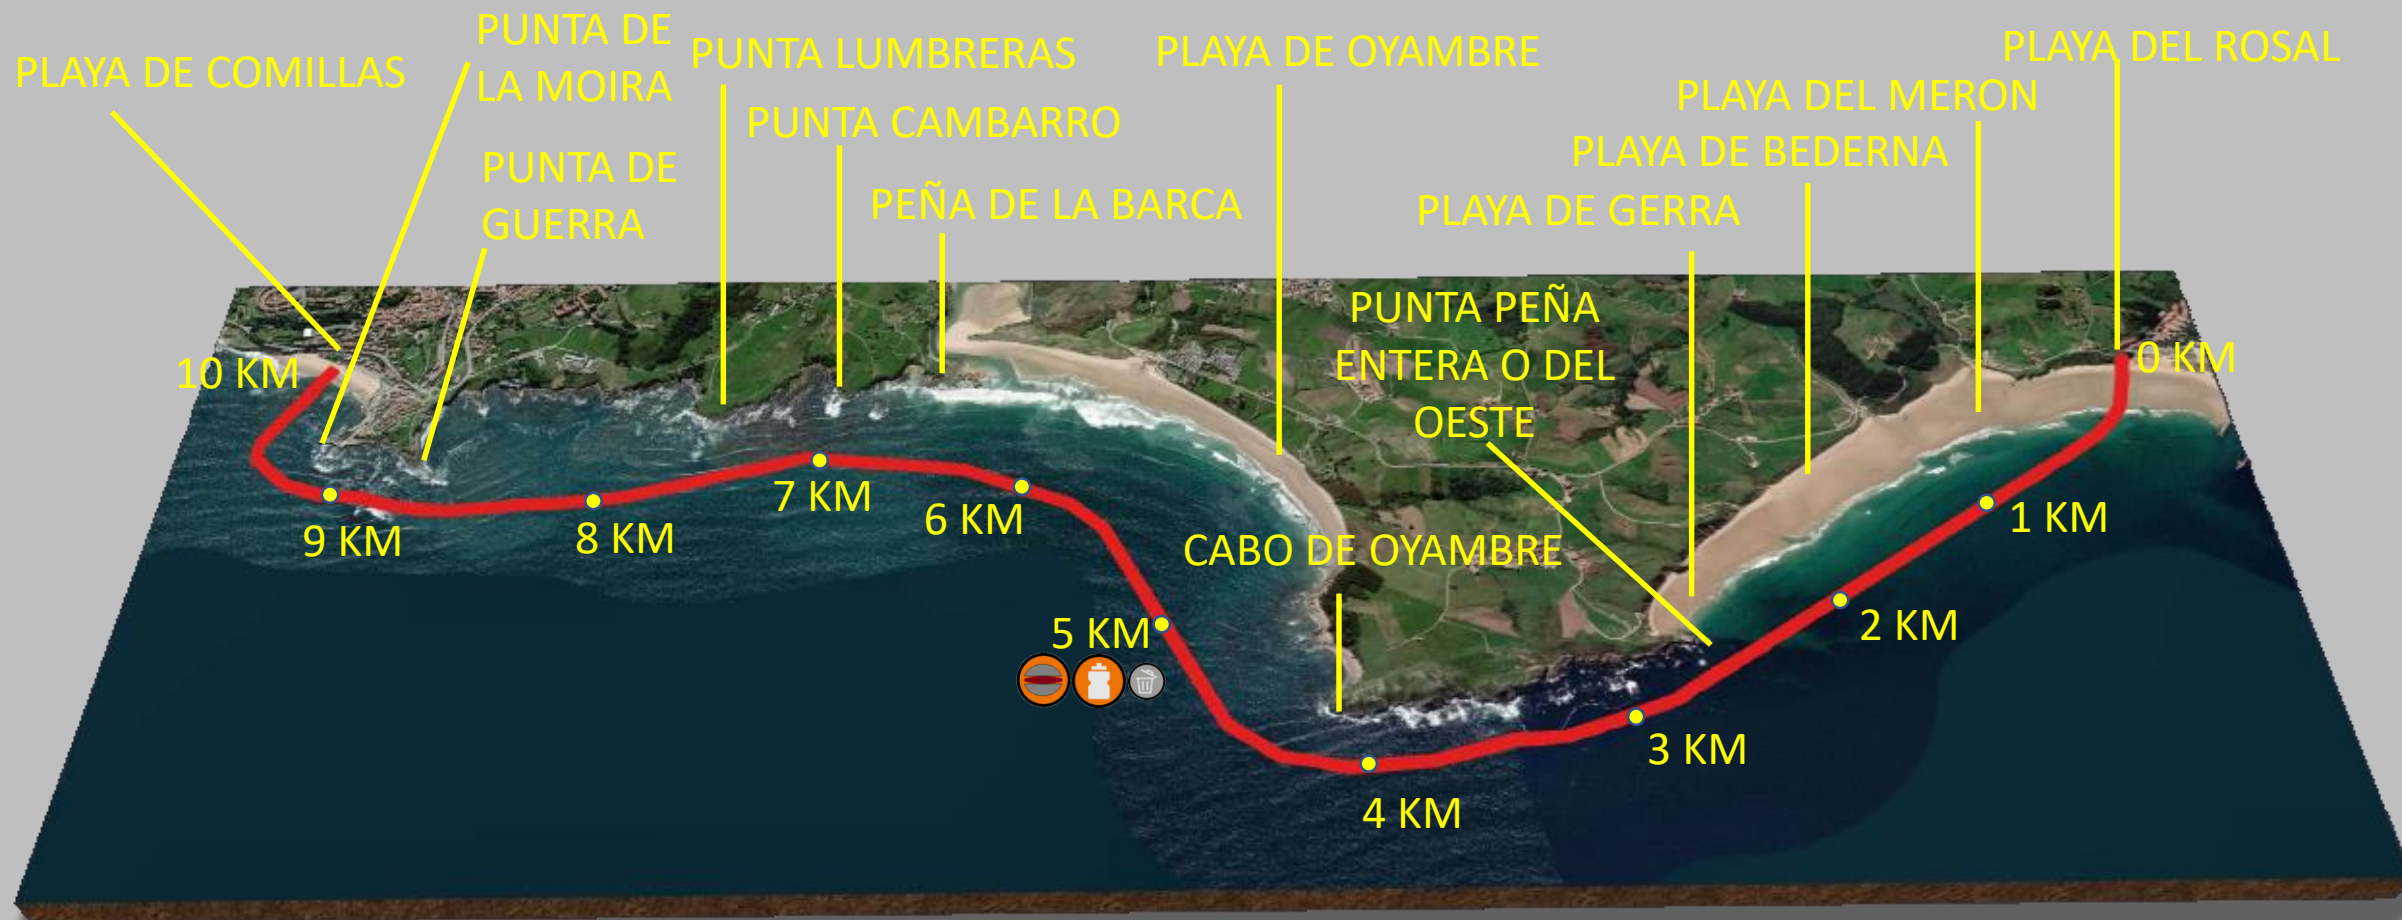 PLAYA DE COMILLAS
PUNTA DE
LA MOIRA
PUNTA DE
GUERRA
PUNTA LUMBRERAS
PUNTA CAMBARRO
PEÑA DE LA BARCA
PLAYA DE OYAMBRE
PLAYA DEL ROSAL
PLAYA DEL MERON
PLAYA DE BEDERNA
PLAYA DE GERRA
PUNTA PEÑA
ENTERA O DEL
OESTE
CABO DE OYAMBRE
10 KM
9 KM
8 KM
7 KM
6 KM
5 KM
4 KM
3 KM
2 KM
1 KM
0 KM